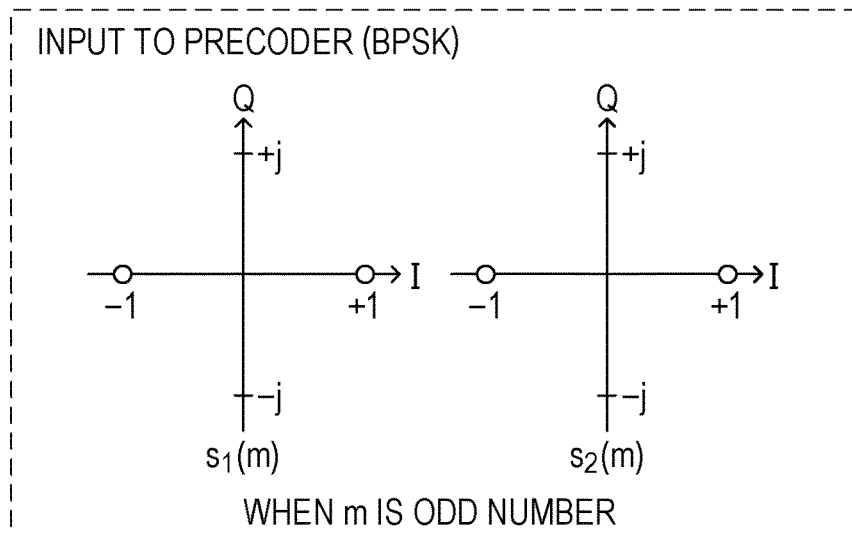 INPUT TO PRECODER (BPSK)
Q Q
+j +j
I I
–1 +1 –1 +1
–j –j
s₁(m) s₂(m)
WHEN m IS ODD NUMBER